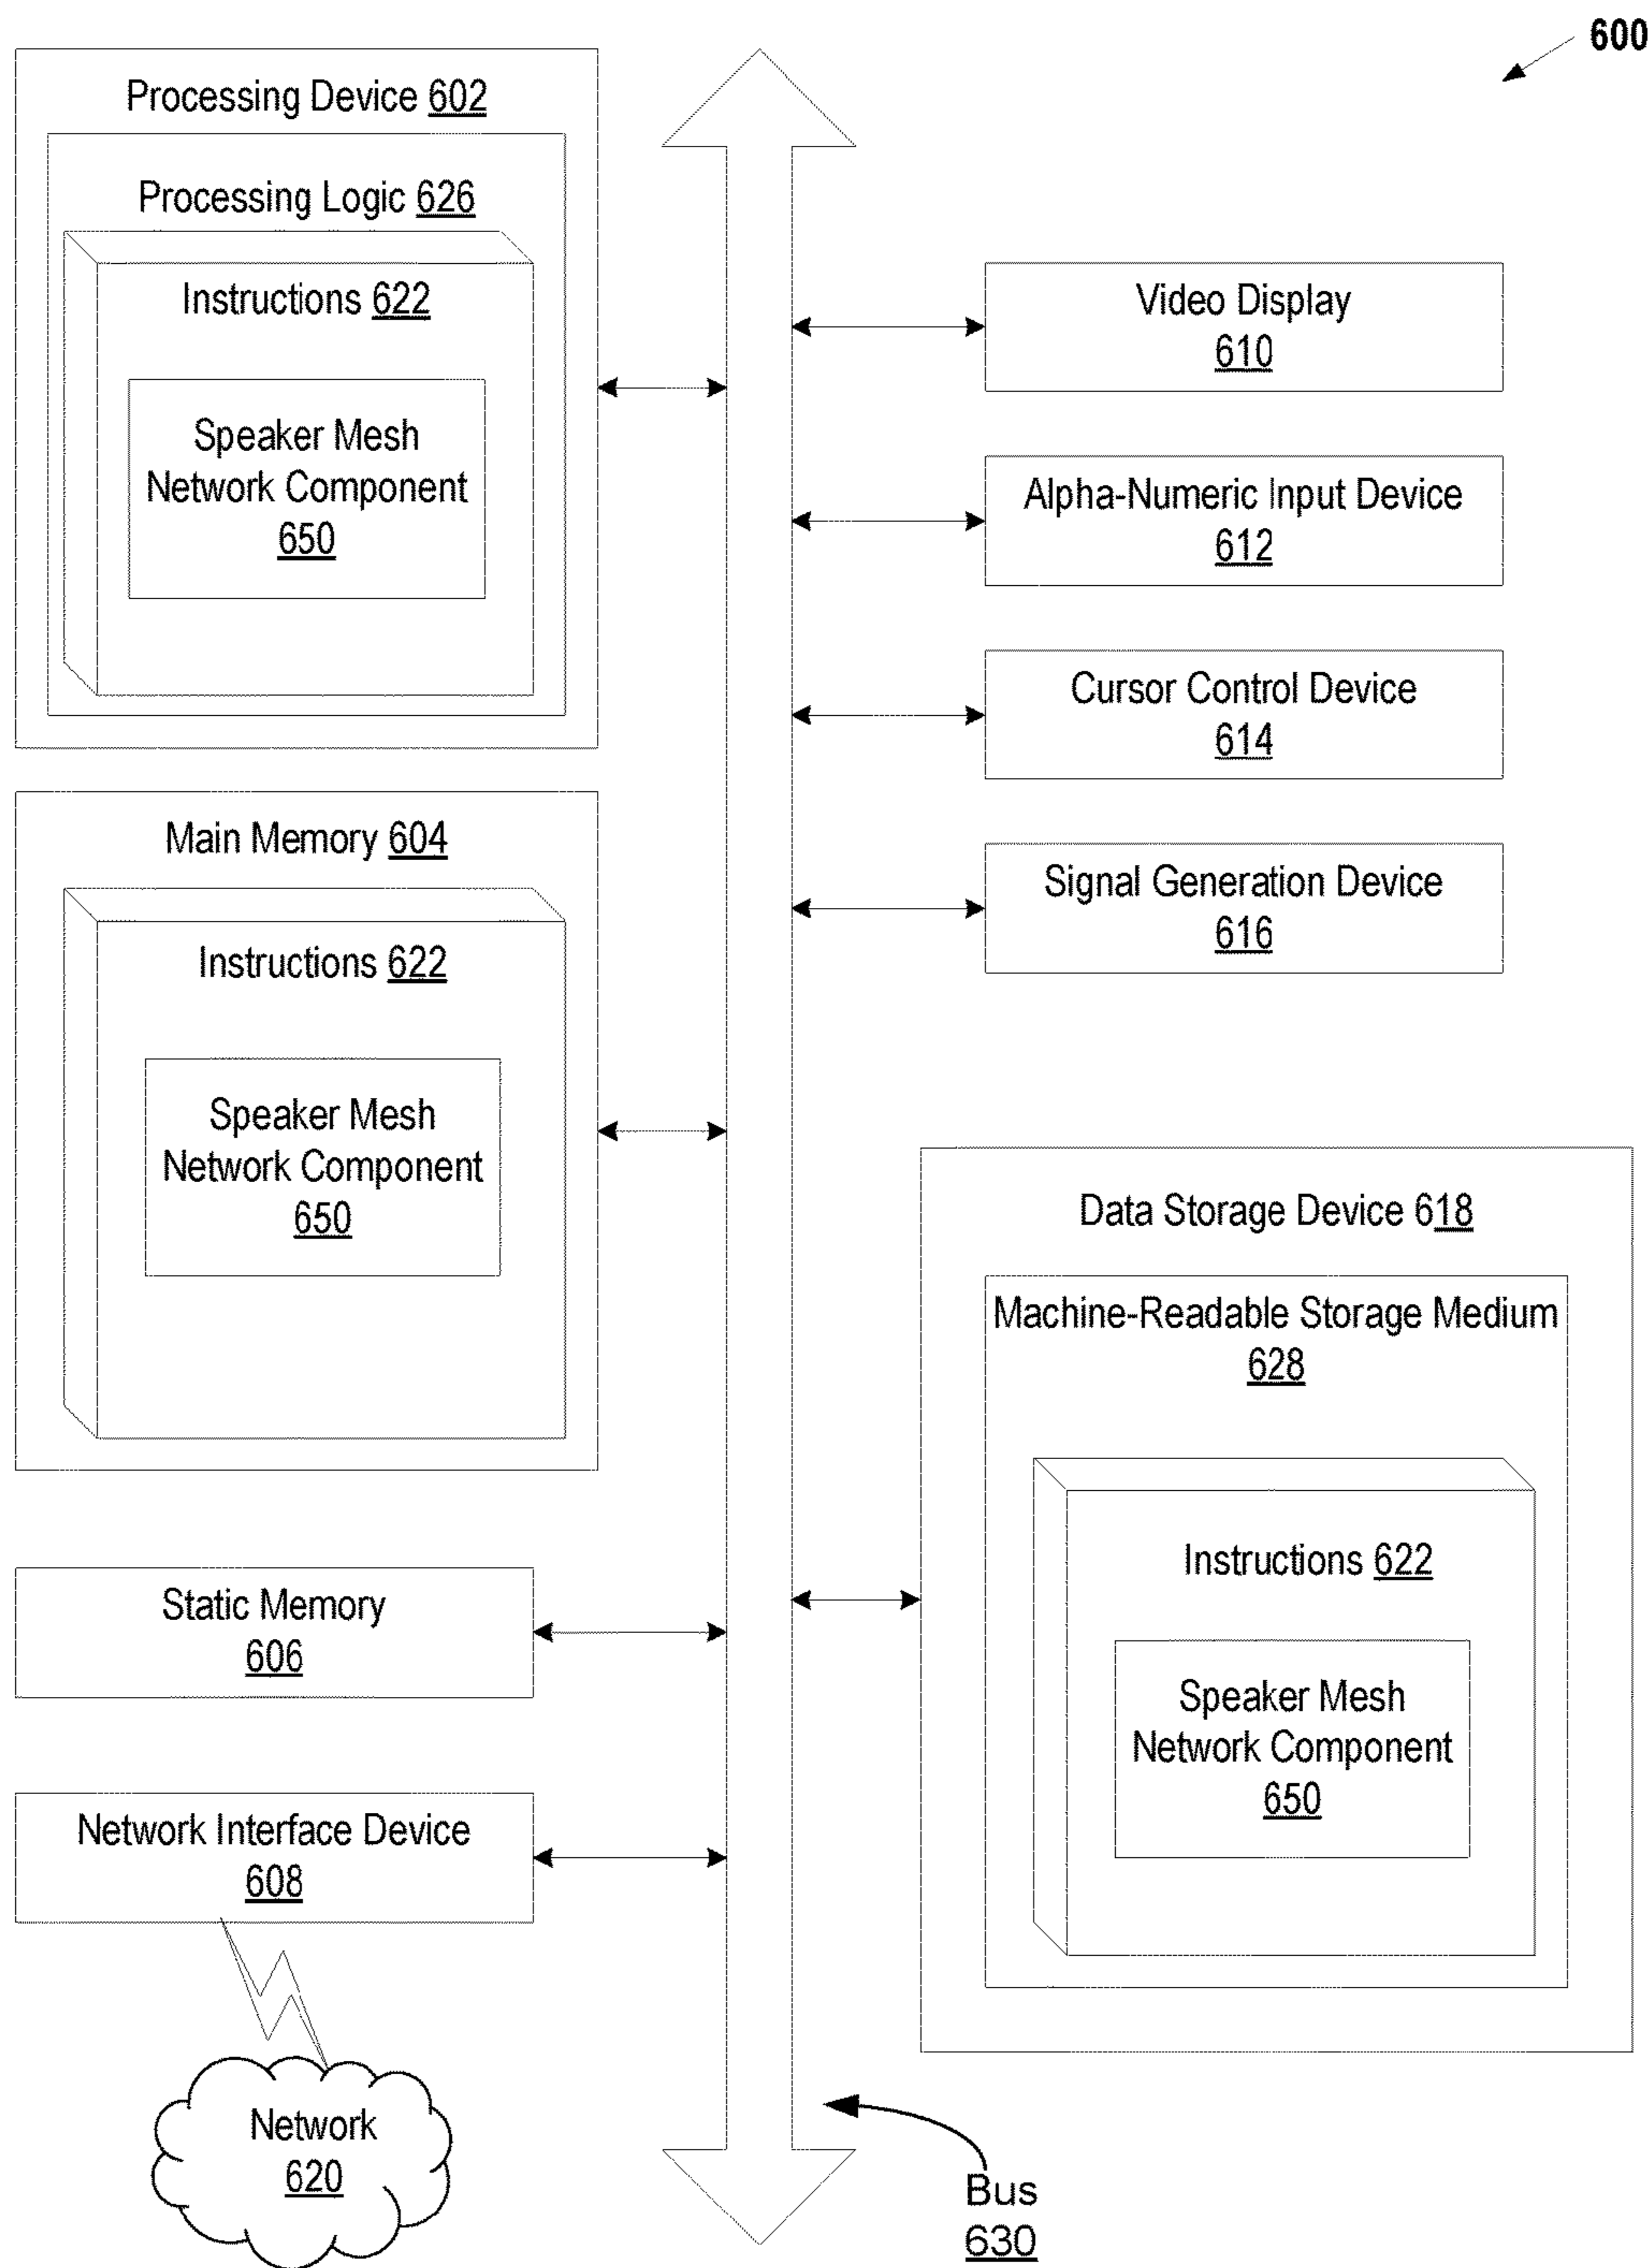 600
Processing Device 602
Processing Logic 626
Instructions 622
Speaker Mesh
Network Component
650
Main Memory 604
Instructions 622
Speaker Mesh
Network Component
650
Static Memory
606
Network Interface Device
608
Network
620
Video Display
610
Alpha-Numeric Input Device
612
Cursor Control Device
614
Signal Generation Device
616
Data Storage Device 618
Machine-Readable Storage Medium
628
Instructions 622
Speaker Mesh
Network Component
650
Bus
630